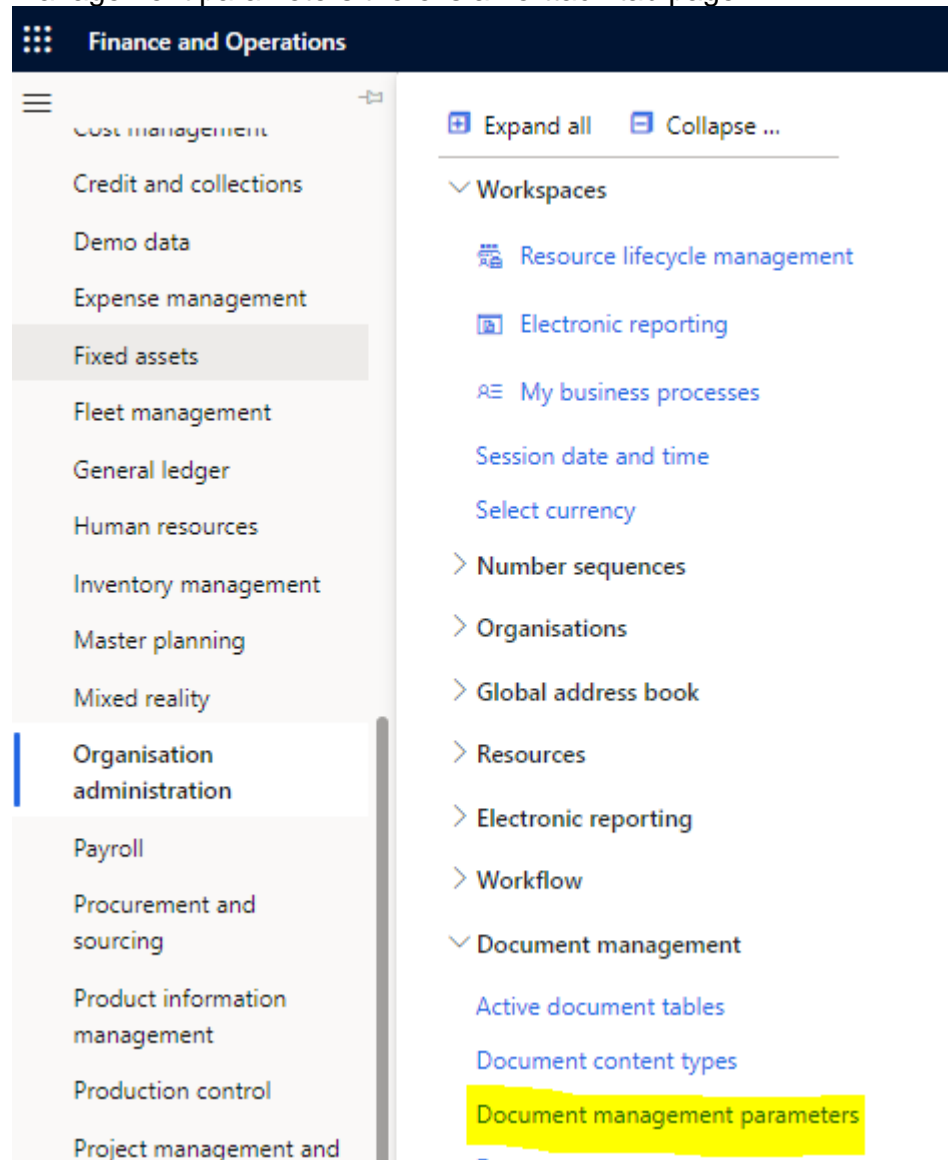 Finance and Operations
Cost management
Credit and collections
Demo data
Expense management
Fixed assets
Fleet management
General ledger
Human resources
Inventory management
Master planning
Mixed reality
Organisation
administration
Payroll
Procurement and
sourcing
Product information
management
Production control
Project management and
Expand all
Collapse ...
Workspaces
Resource lifecycle management
Electronic reporting
My business processes
Session date and time
Select currency
Number sequences
Organisations
Global address book
Resources
Electronic reporting
Workflow
Document management
Active document tables
Document content types
Document management parameters